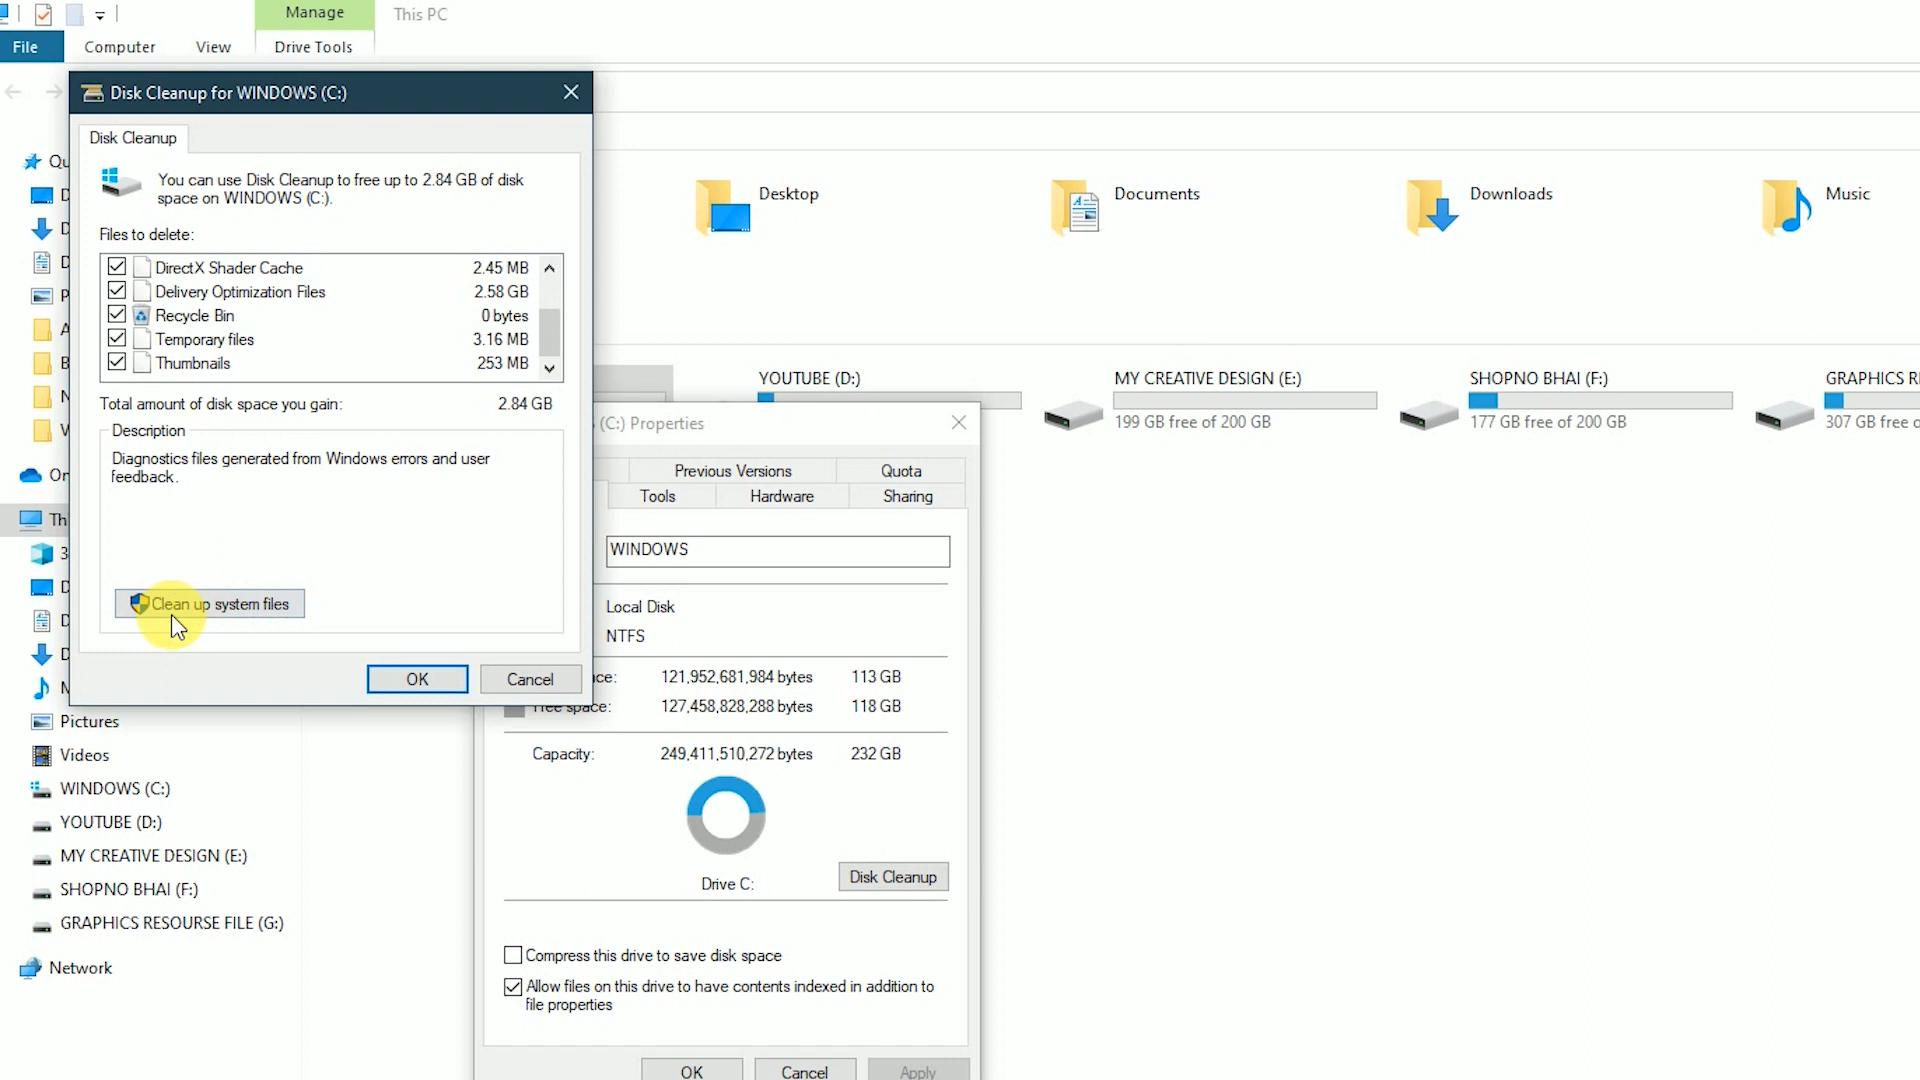 Manage
This PC
File
Computer
View
Drive Tools
Disk Cleanup for WINDOWS (C:)
Disk Cleanup
You can use Disk Cleanup to free up to 2.84 GB of disk
space on WINDOWS (C:).
Files to delete:
DirectX Shader Cache 2.45 MB
Delivery Optimization Files 2.58 GB
Recycle Bin 0 bytes
Temporary files 3.16 MB
Thumbnails 253 MB
Total amount of disk space you gain: 2.84 GB
Description
Diagnostics files generated from Windows errors and user
feedback.
Clean up system files
OK
Cancel
Desktop
Documents
Downloads
Music
YOUTUBE (D:)
MY CREATIVE DESIGN (E:)
199 GB free of 200 GB
SHOPNO BHAI (F:)
177 GB free of 200 GB
GRAPHICS
307 GB free
(C:) Properties
Previous Versions
Quota
Tools
Hardware
Sharing
WINDOWS
Local Disk
NTFS
121,952,681,984 bytes 113 GB
Free space: 127,458,828,288 bytes 118 GB
Capacity: 249,411,510,272 bytes 232 GB
Drive C:
Disk Cleanup
Compress this drive to save disk space
Allow files on this drive to have contents indexed in addition to
file properties
OK
Cancel
Apply
Pictures
Videos
WINDOWS (C:)
YOUTUBE (D:)
MY CREATIVE DESIGN (E:)
SHOPNO BHAI (F:)
GRAPHICS RESOURSE FILE (G:)
Network